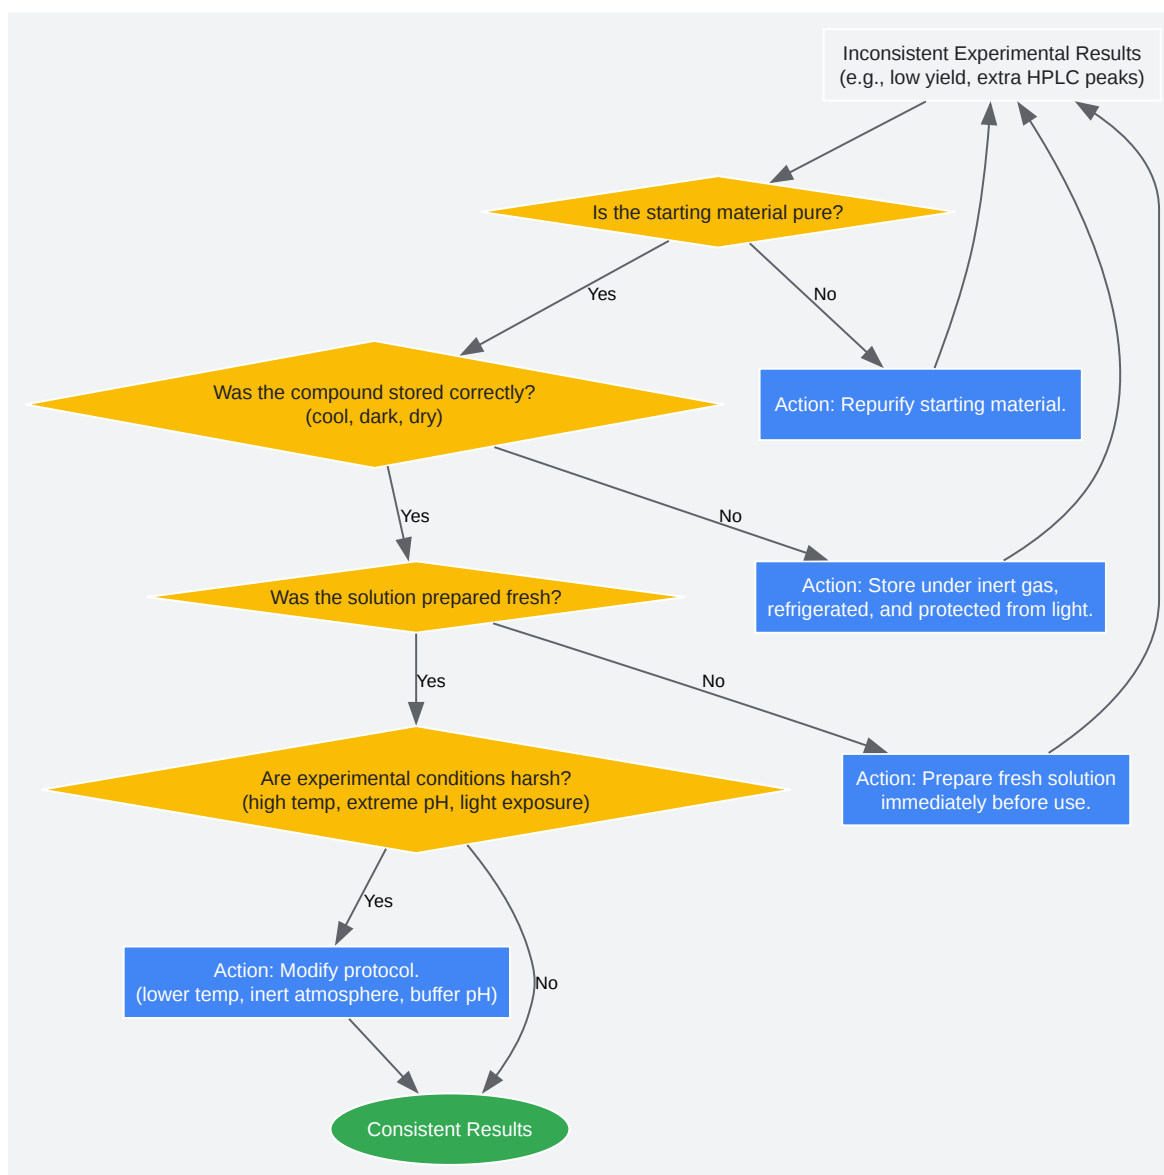 Inconsistent Experimental Results
(e.g., low yield, extra HPLC peaks)
Is the starting material pure?
Yes
No
Was the compound stored correctly?
(cool, dark, dry)
Action: Repurify starting material.
Yes
No
Was the solution prepared fresh?
Action: Store under inert gas,
refrigerated, and protected from light.
Yes
No
Are experimental conditions harsh?
(high temp, extreme pH, light exposure)
Action: Prepare fresh solution
immediately before use.
Yes
No
Action: Modify protocol.
(lower temp, inert atmosphere, buffer pH)
Consistent Results